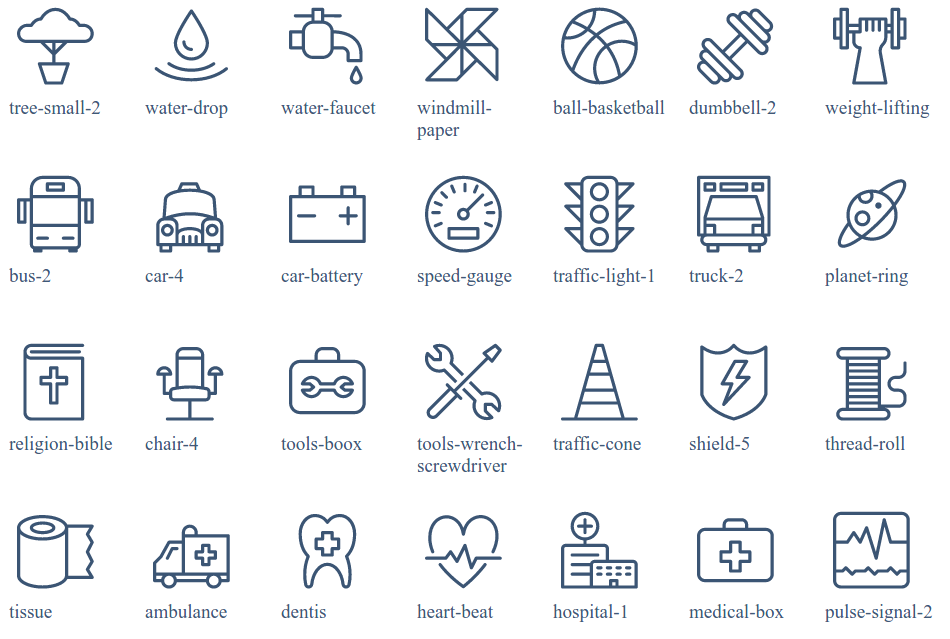 tree-small-2
water-drop
water-faucet
windmill-
paper
ball-basketball
dumbbell-2
weight-lifting
bus-2
car-4
car-battery
speed-gauge
traffic-light-1
truck-2
planet-ring
religion-bible
chair-4
tools-boox
tools-wrench-
screwdriver
traffic-cone
shield-5
thread-roll
tissue
ambulance
dentis
heart-beat
hospital-1
medical-box
pulse-signal-2